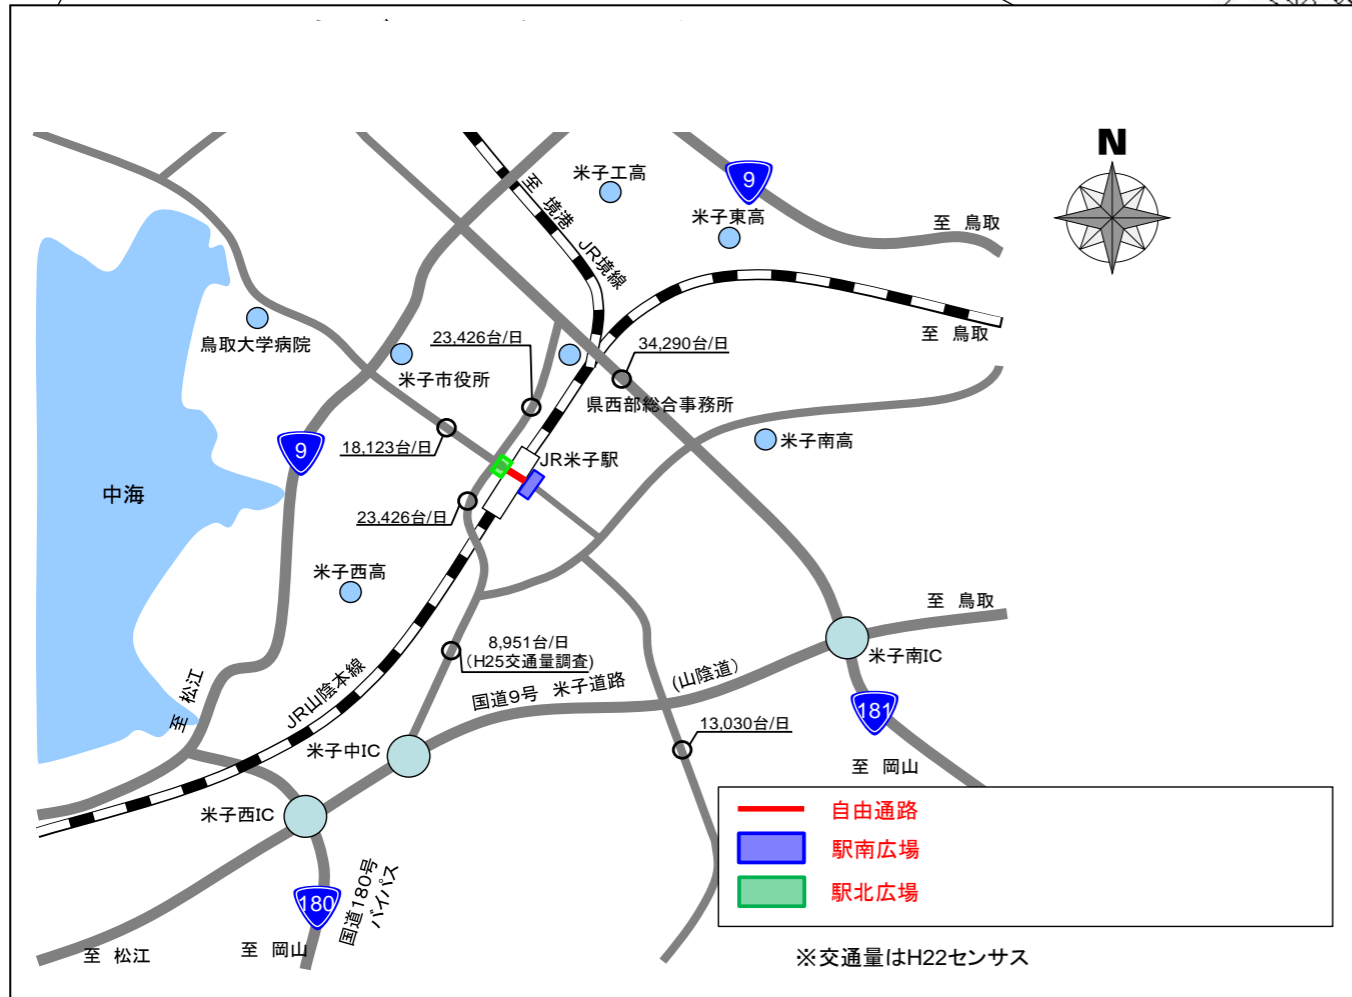 N
9
米子工高
至 境港
JR境線
米子東高
至 鳥取
至 鳥取
鳥取大学病院
23,426台/日
34,290台/日
米子市役所
県西部総合事務所
18,123台/日
9
JR米子駅
米子南高
中海
23,426台/日
米子西高
至 鳥取
8,951台/日
(H25交通量調査)
米子南IC
至 松江
JR山陰本線
国道9号 米子道路 (山陰道)
181
13,030台/日
米子中IC
至 岡山
米子西IC
自由通路
駅南広場
駅北広場
180
国道180号
バイパス
至 松江
至 岡山
※交通量はH22センサス